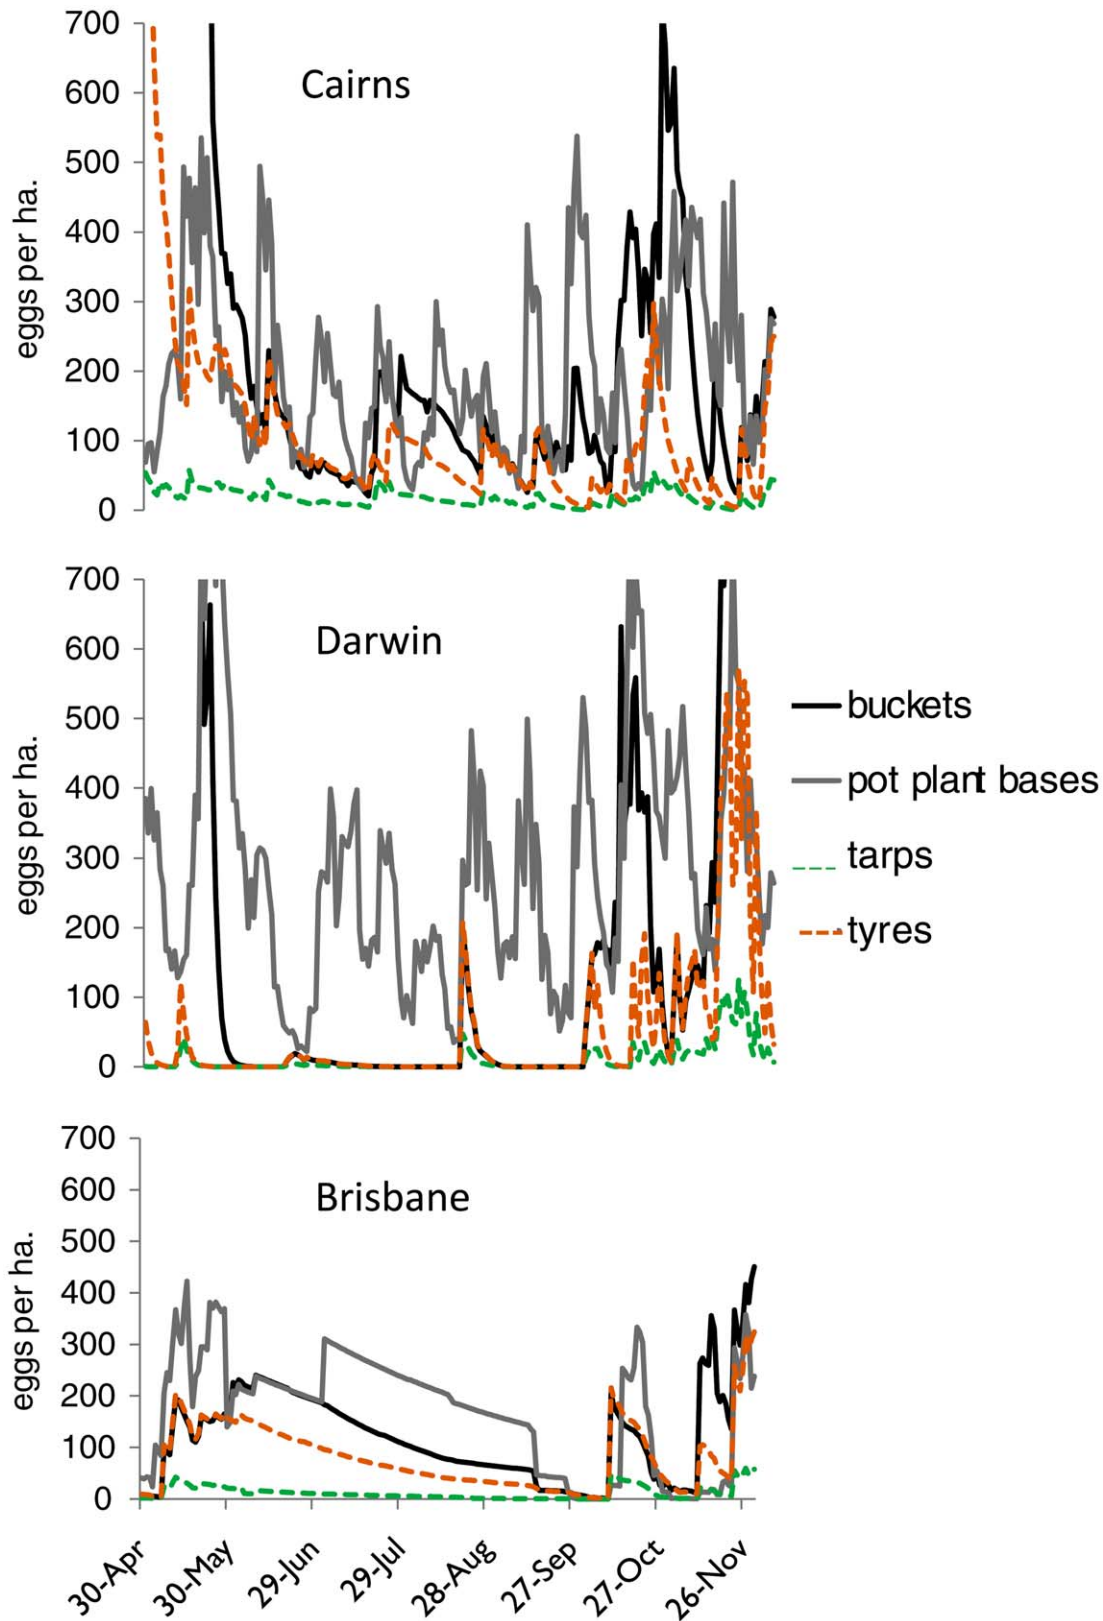 700
600
500
400
300
200
100
0
eggs per ha.
Cairns
700
600
500
400
300
200
100
0
eggs per ha.
Darwin
buckets
pot plant bases
tarps
tyres
700
600
500
400
300
200
100
0
eggs per ha.
Brisbane
30-Apr
30-May
29-Jun
29-Jul
28-Aug
27-Sep
27-Oct
26-Nov